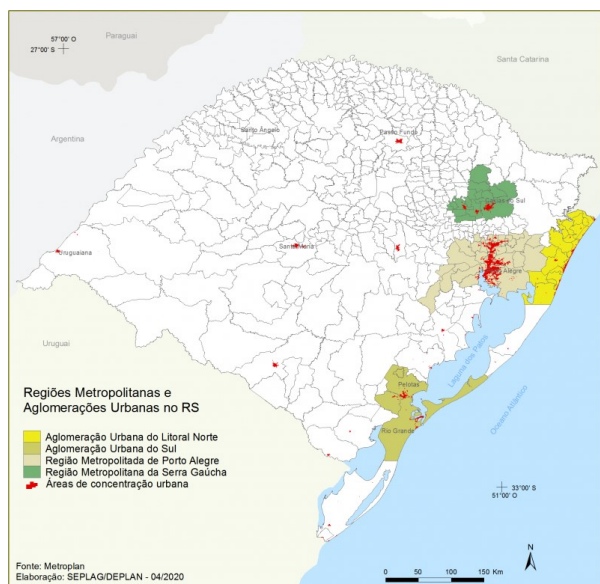 Paraguai
57°00' O
27°00' S
Santa Catarina
Argentina
Santo Ângelo
Passo Fundo
do Sul
Santa Maria
Uruguaiana
Alegre
Uruguai
Lagoa dos Patos
Oceano Atlântico
Pelotas
Rio Grande
Regiões Metropolitanas e
Aglomerações Urbanas no RS
Aglomeração Urbana do Litoral Norte
Aglomeração Urbana do Sul
Região Metropolitada de Porto Alegre
Região Metropolitana da Serra Gaúcha
Áreas de concentração urbana
33°00' S
51°00' O
N
Fonte: Metroplan
Elaboração: SEPLAG/DEPLAN - 04/2020
0 50 100 150 Km